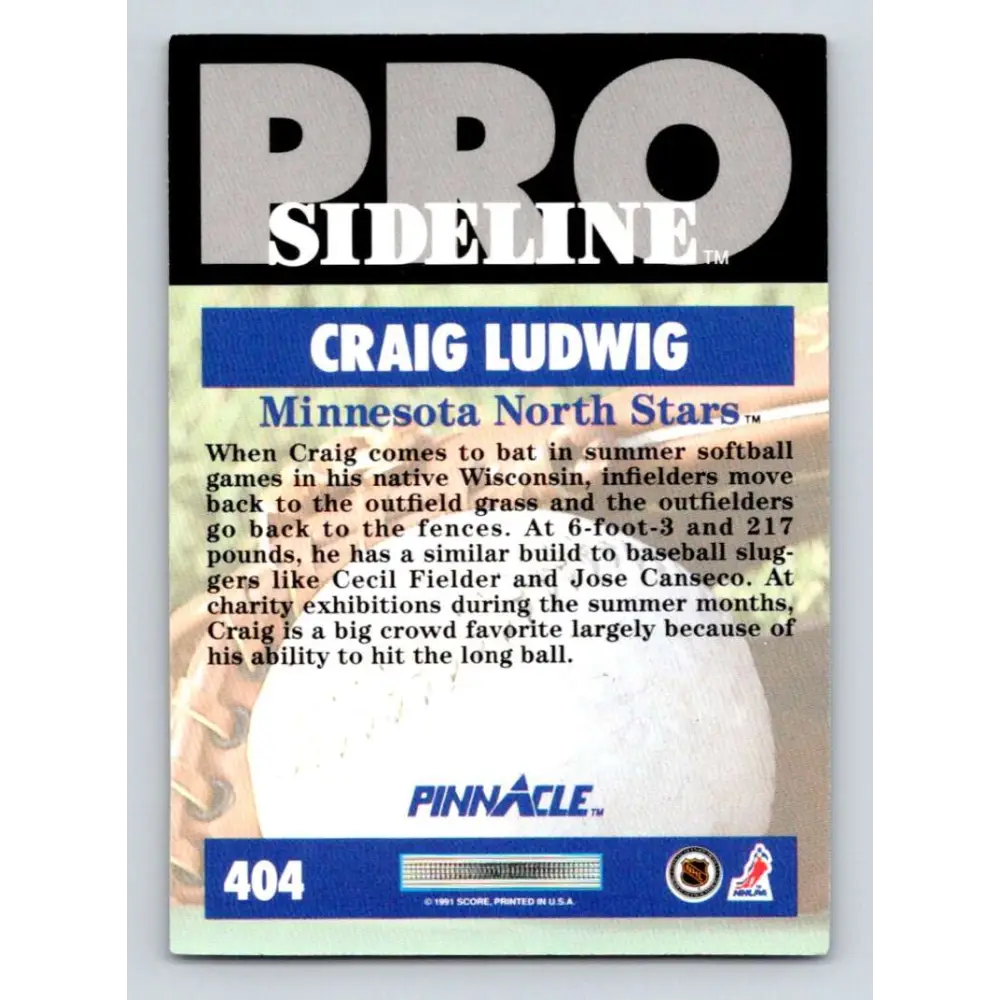 PRO
SIDELINE™
CRAIG LUDWIG
Minnesota North Stars™
When Craig comes to bat in summer softball
games in his native Wisconsin, infielders move
back to the outfield grass and the outfielders
go back to the fences. At 6-foot-3 and 217
pounds, he has a similar build to baseball slug-
gers like Cecil Fielder and Jose Canseco. At
charity exhibitions during the summer months,
Craig is a big crowd favorite largely because of
his ability to hit the long ball.
PINNACLE™
404
© 1991 SCORE, PRINTED IN U.S.A.
NHL
NHLPA